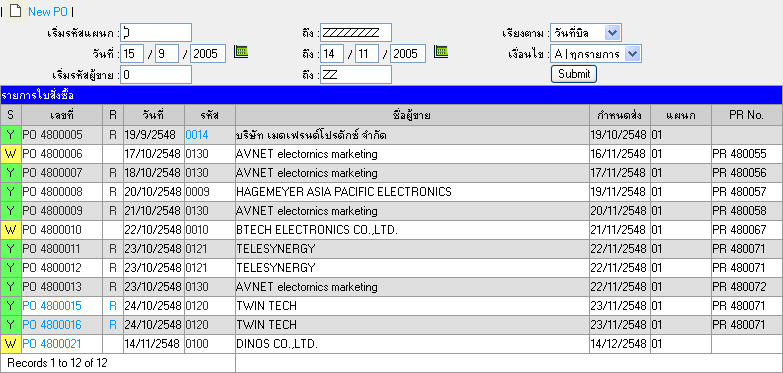 | New PO |
เริ่มรหัสแผนก : ถึง : ZZZZZZZZ เรียงตาม : วันที่บิล
วันที่ : 15 / 9 / 2005 ถึง : 14 / 11 / 2005 เงื่อนไข : A | ทุกรายการ
เริ่มรหัสผู้ขาย : 0 ถึง : ZZ Submit
รายการใบสั่งซื้อ
S เลขที่ R วันที่ รหัส ชื่อผู้ขาย กำหนดส่ง แผนก PR No.
Y PO 4800005 R 19/9/2548 0014 บริษัท เมดเฟรนด์โปรดักซ์ จำกัด 19/10/2548 01
W PO 4800006 17/10/2548 0130 AVNET electornics marketing 16/11/2548 01 PR 480055
Y PO 4800007 R 18/10/2548 0130 AVNET electornics marketing 17/11/2548 01 PR 480056
Y PO 4800008 R 20/10/2548 0009 HAGEMEYER ASIA PACIFIC ELECTRONICS 19/11/2548 01 PR 480057
Y PO 4800009 R 21/10/2548 0130 AVNET electornics marketing 20/11/2548 01 PR 480058
W PO 4800010 22/10/2548 0010 BTECH ELECTRONICS CO.,LTD. 21/11/2548 01 PR 480067
Y PO 4800011 R 23/10/2548 0121 TELESYNERGY 22/11/2548 01 PR 480071
Y PO 4800012 R 23/10/2548 0121 TELESYNERGY 22/11/2548 01 PR 480071
Y PO 4800013 R 23/10/2548 0130 AVNET electornics marketing 22/11/2548 01 PR 480072
Y PO 4800015 R 24/10/2548 0120 TWIN TECH 23/11/2548 01 PR 480071
Y PO 4800016 R 24/10/2548 0120 TWIN TECH 23/11/2548 01 PR 480071
W PO 4800021 14/11/2548 0100 DINOS CO.,LTD. 14/12/2548 01
Records 1 to 12 of 12